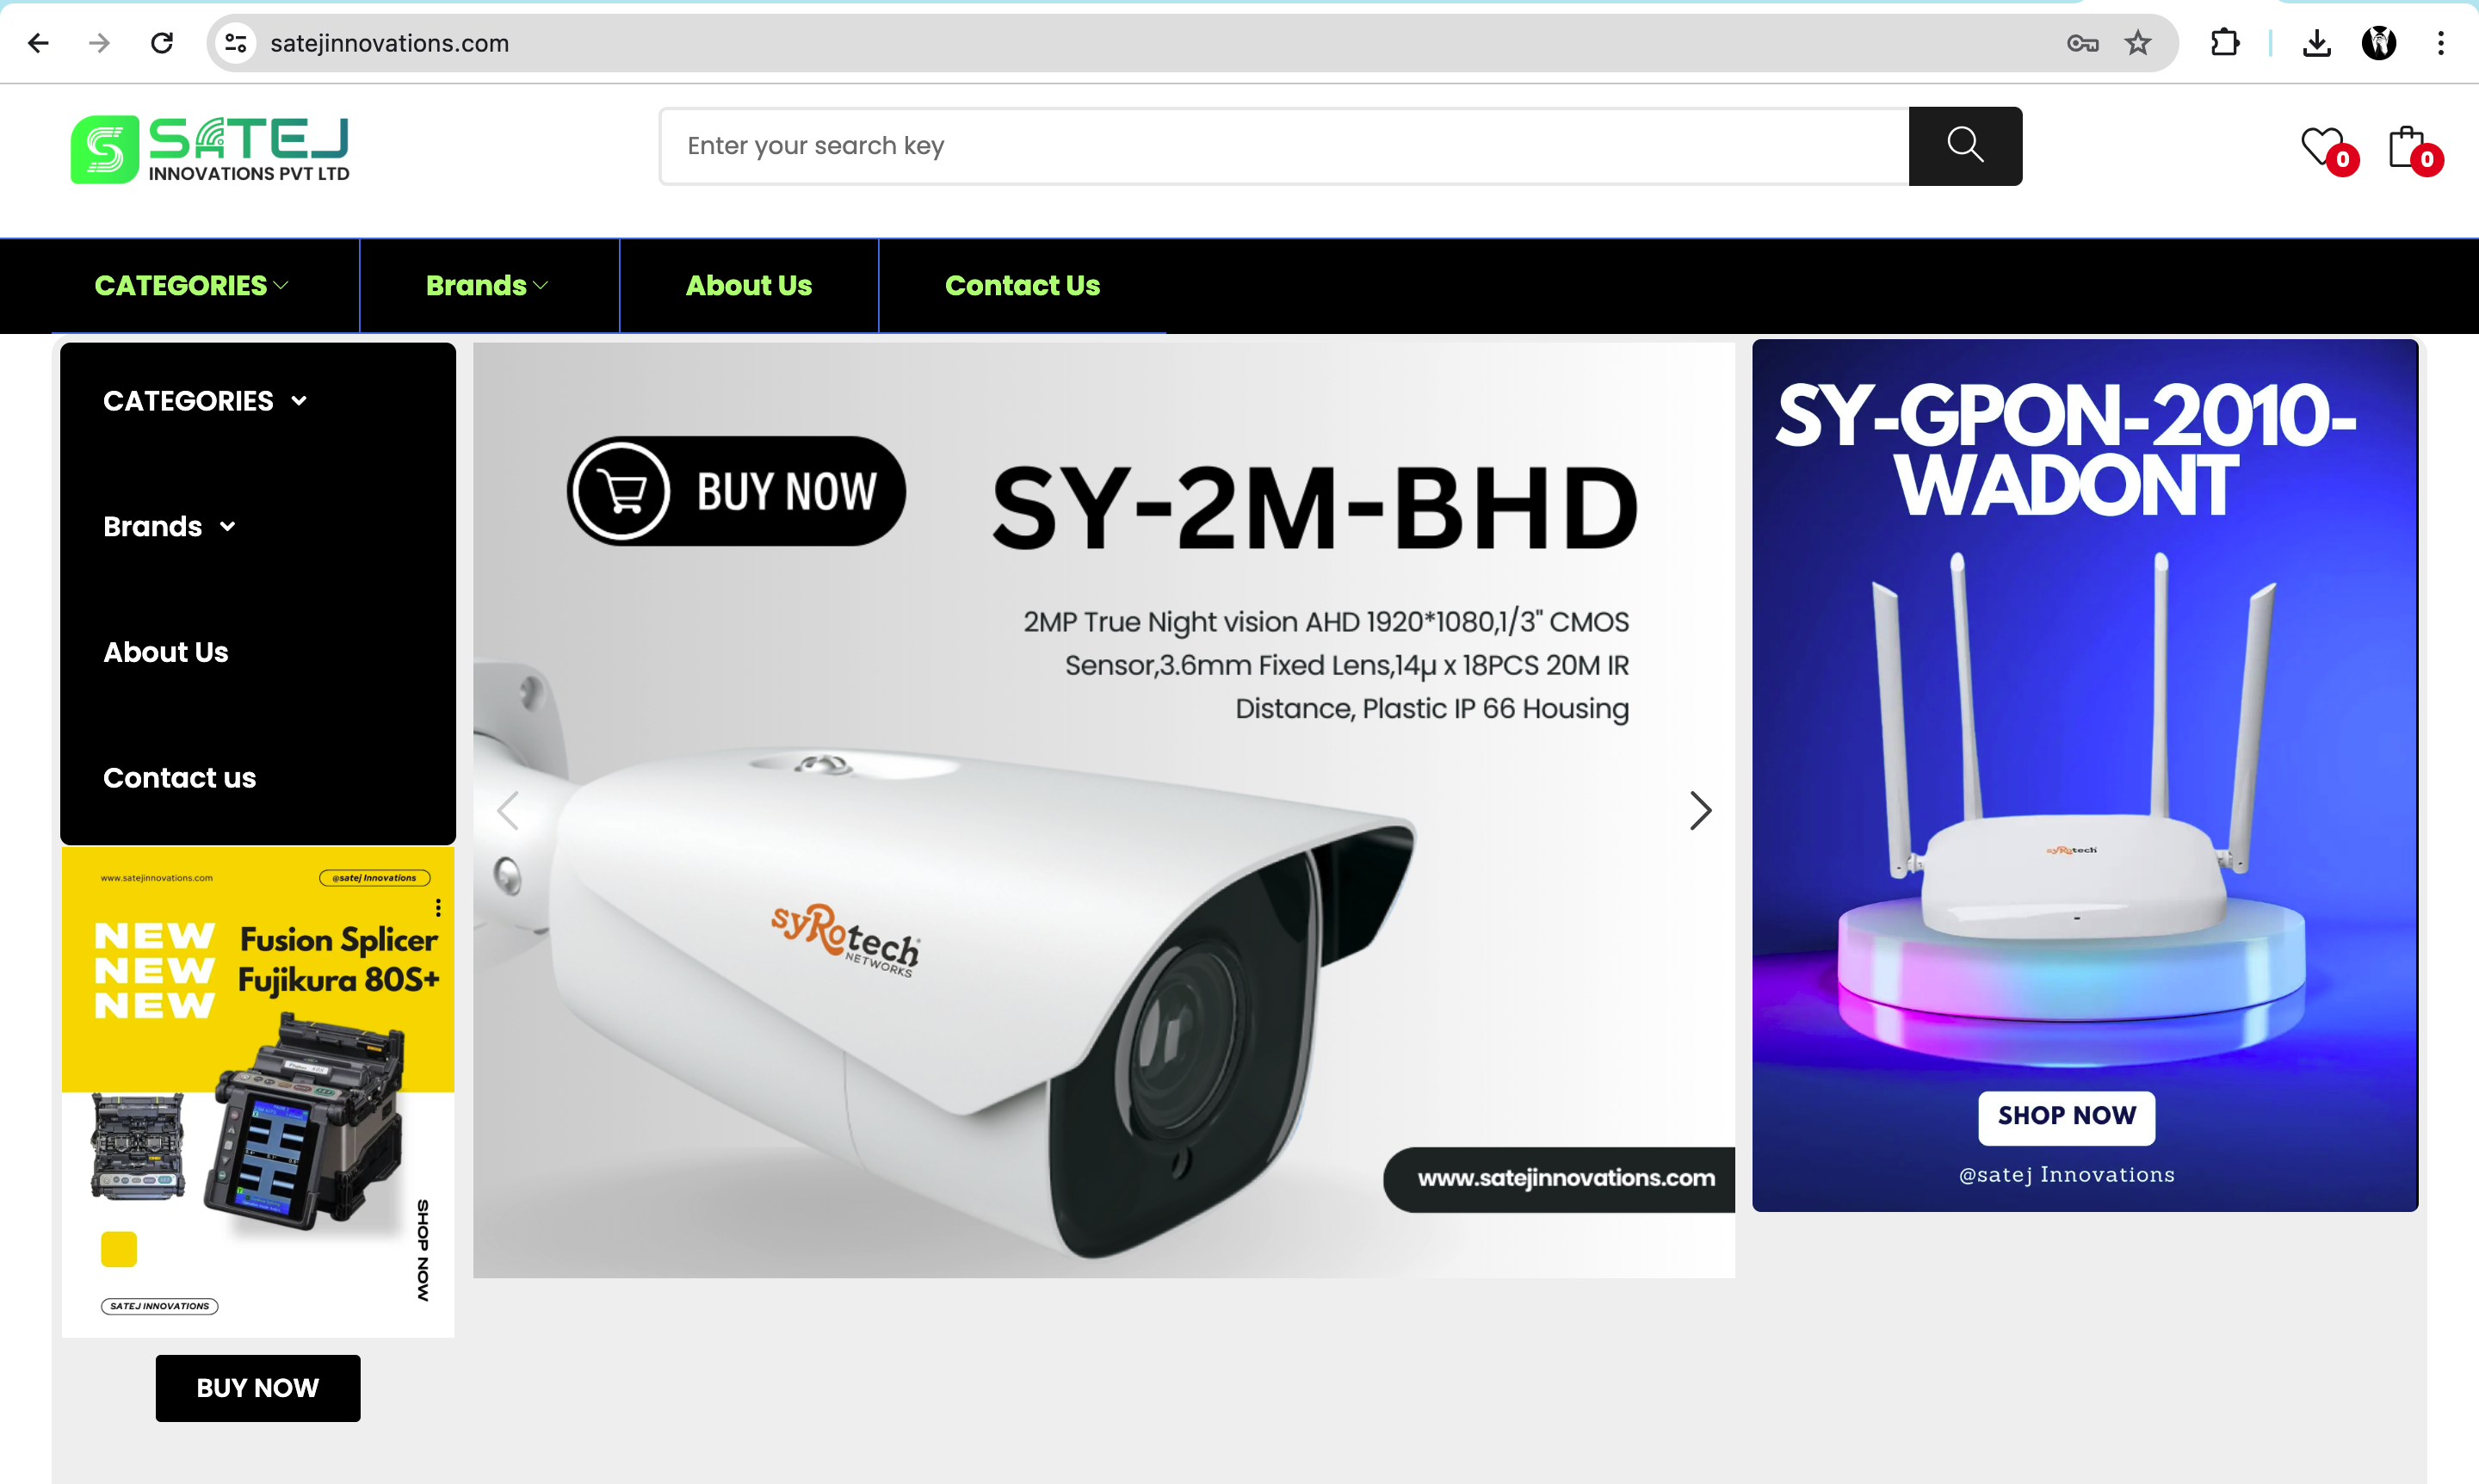 satejinnovations.com
SATEJ
INNOVATIONS PVT LTD
Enter your search key
0
0
CATEGORIES
Brands
About Us
Contact Us
CATEGORIES
Brands
About Us
Contact us
www.satejinnovations.com
@satej Innovations
NEW
NEW
NEW
Fusion Splicer
Fujikura 80S+
SHOP NOW
SATEJ INNOVATIONS
BUY NOW
BUY NOW
SY-2M-BHD
2MP True Night vision AHD 1920*1080,1/3" CMOS
Sensor,3.6mm Fixed Lens,14µ x 18PCS 20M IR
Distance, Plastic IP 66 Housing
syRotech
NETWORKS
www.satejinnovations.com
SY-GPON-2010-
WADONT
syRotech
SHOP NOW
@satej Innovations